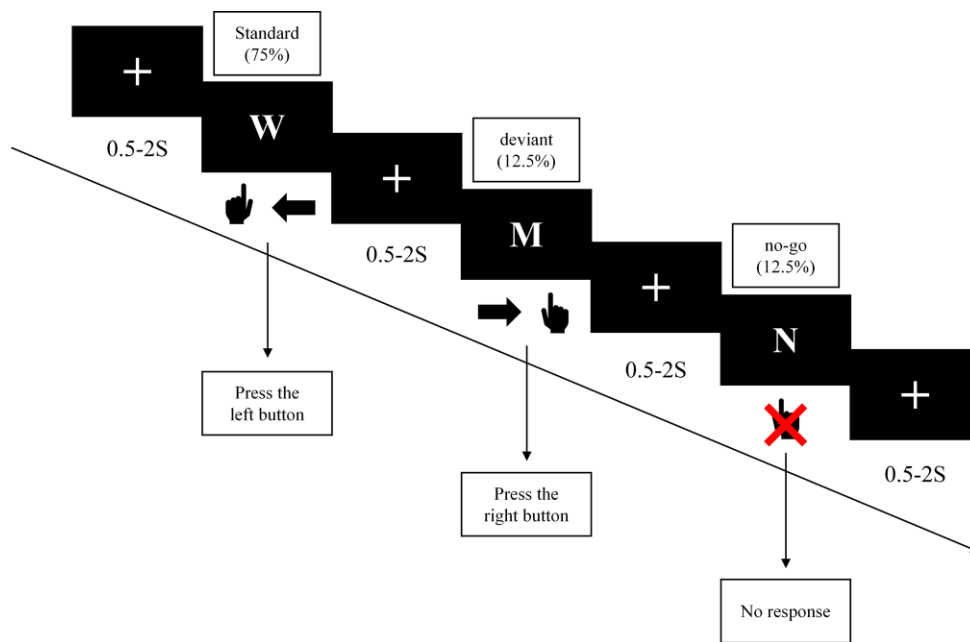 Standard
(75%)
W
0.5-2S
deviant
(12.5%)
M
0.5-2S
no-go
(12.5%)
N
0.5-2S
0.5-2S
Press the
left button
Press the
right button
No response